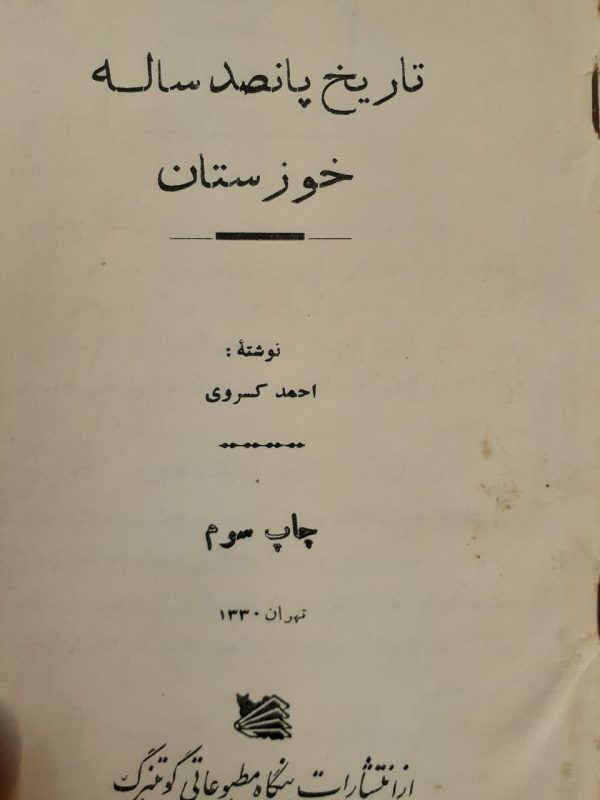 تاریخ پانصد ساله
خوزستان
نوشتهٔ :
احمد کسروی
چاپ سوم
تهران ۱۳۳۰
از انتشارات بنگاه مطبوعاتی گوتنبرگ